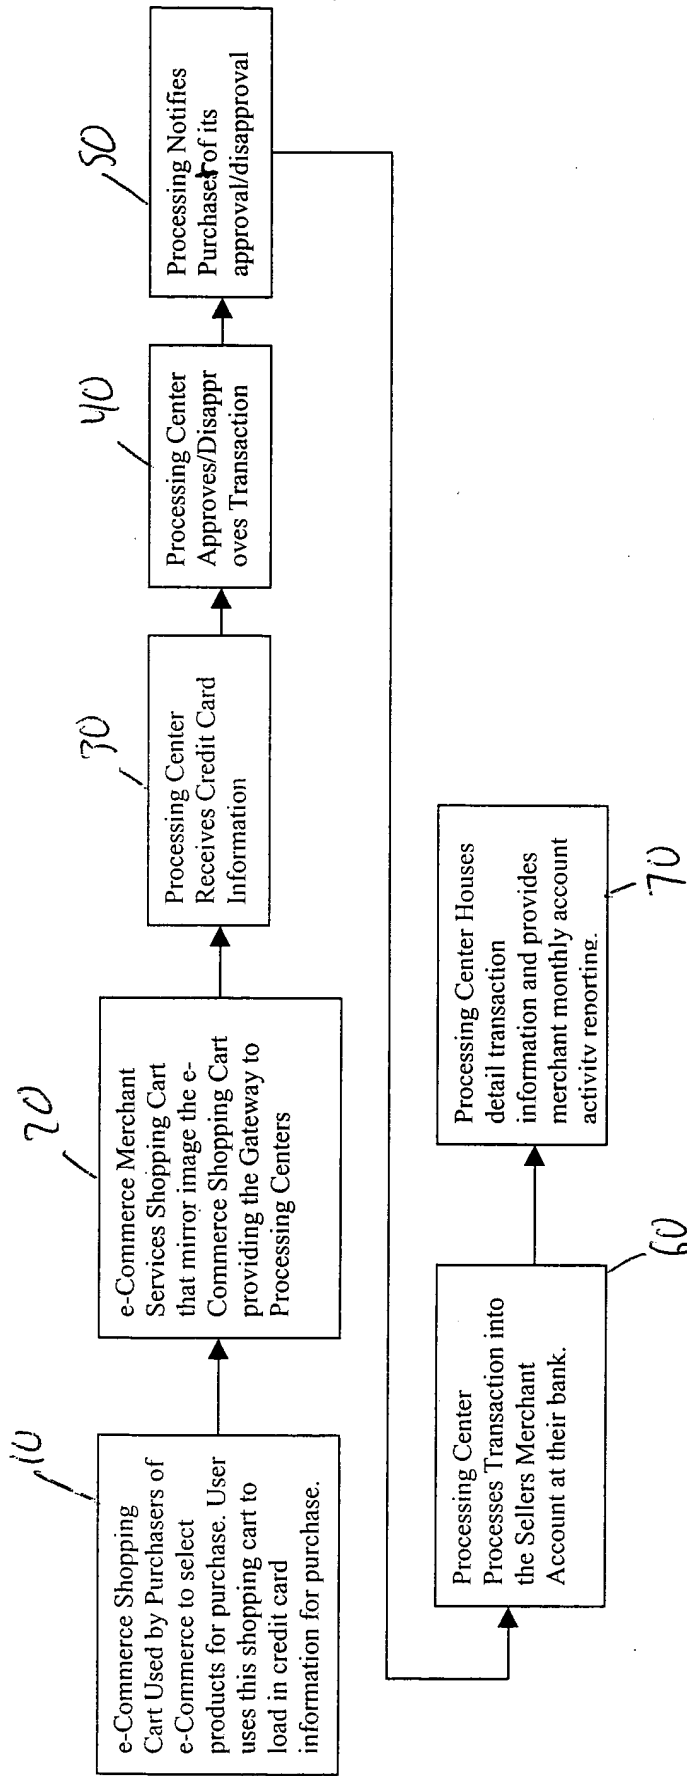 10
e-Commerce Shopping
Cart Used by Purchasers of
e-Commerce to select
products for purchase. User
uses this shopping cart to
load in credit card
information for purchase.
20
e-Commerce Merchant
Services Shopping Cart
that mirror image the e-
Commerce Shopping Cart
providing the Gateway to
Processing Centers
30
Processing Center
Receives Credit Card
Information
40
Processing Center
Approves/Disappr
oves Transaction
50
Processing Notifies
Purchaser of its
approval/disapproval
60
Processing Center
Processes Transaction into
the Sellers Merchant
Account at their bank.
70
Processing Center Houses
detail transaction
information and provides
merchant monthly account
activity reporting.